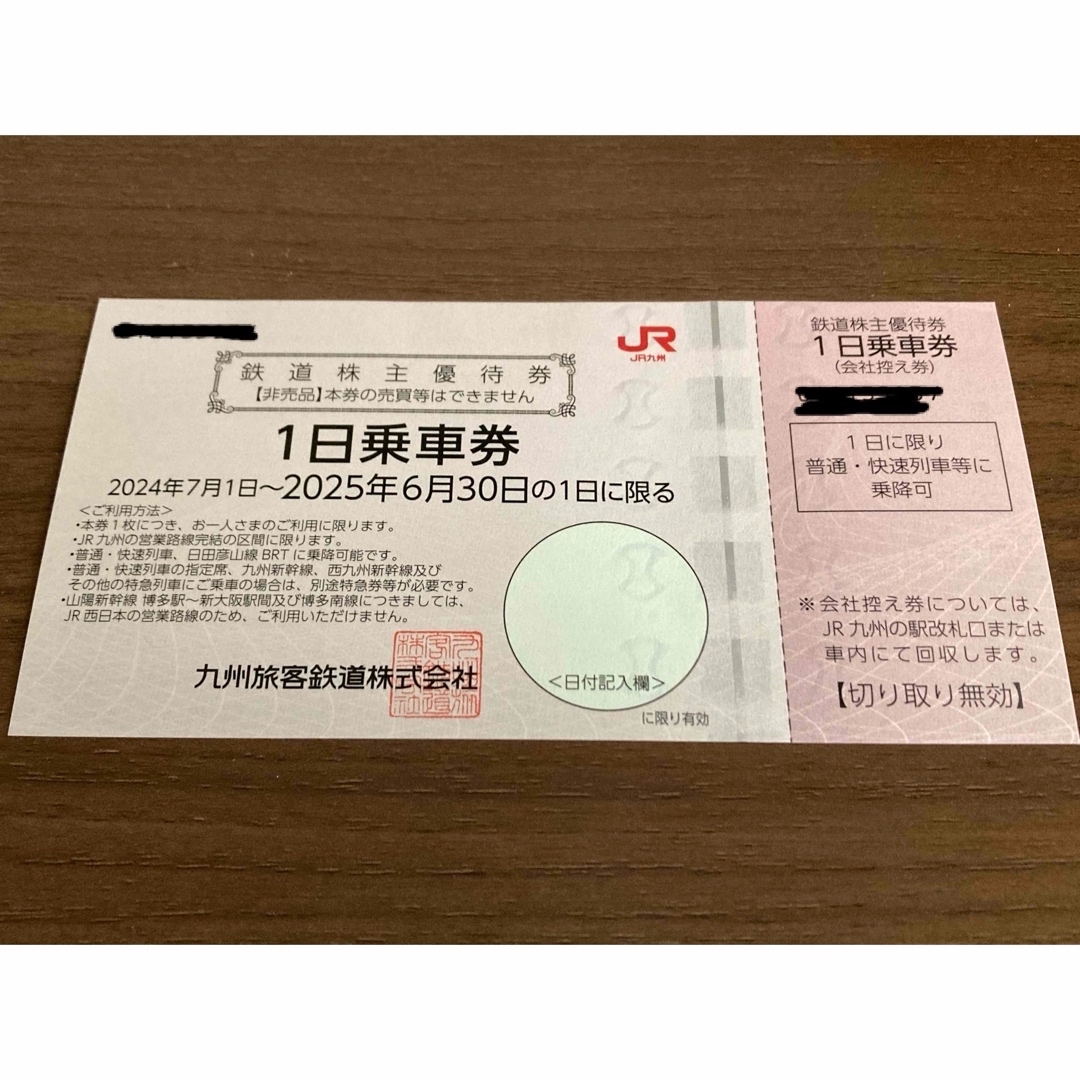 鉄道株主優待券
【非売品】本券の売買等はできません
JR
JR九州
1日乗車券
2024年7月1日～2025年6月30日の1日に限る
＜ご利用方法＞
・本券1枚につき、お一人さまのご利用に限ります。
・JR九州の営業路線完結の区間に限ります。
・普通・快速列車、日田彦山線BRTに乗降可能です。
・普通・快速列車の指定席、九州新幹線、西九州新幹線及び
その他の特急列車にご乗車の場合は、別途特急券等が必要です。
・山陽新幹線 博多駅～新大阪駅間及び博多南線につきましては、
JR西日本の営業路線のため、ご利用いただけません。
九州旅客鉄道株式会社
＜日付記入欄＞
に限り有効
鉄道株主優待券
1日乗車券
(会社控え券)
1日に限り
普通・快速列車等に
乗降可
※会社控え券については、
JR九州の駅改札口または
車内にて回収します。
【切り取り無効】